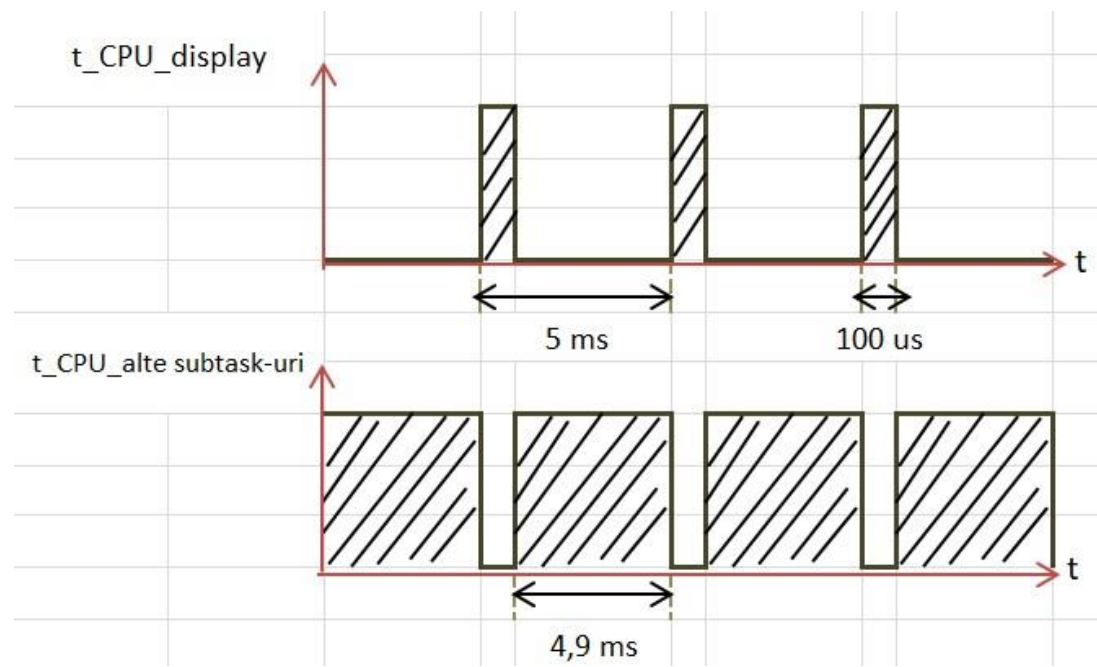 t_CPU_display
t
5 ms
100 us
t_CPU_alte subtask-uri
t
4,9 ms